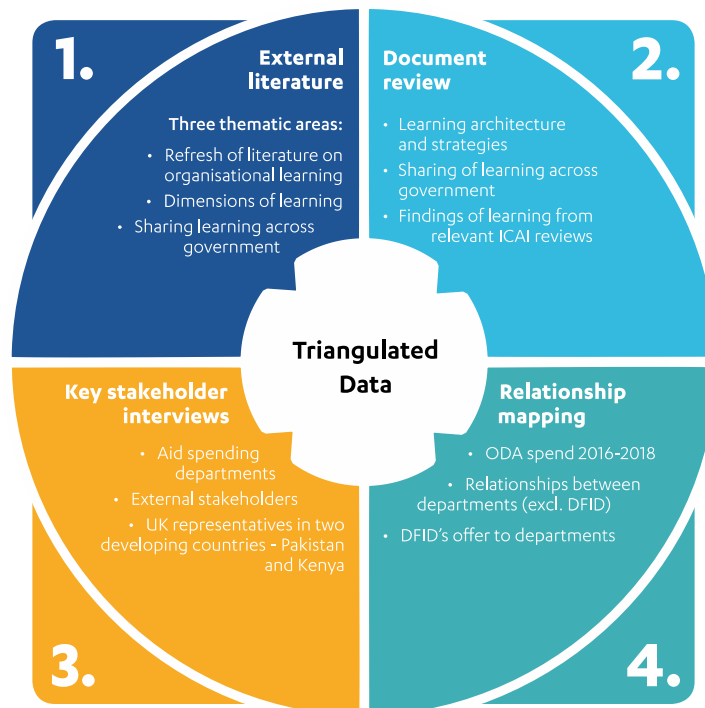 1.
External
literature
Three thematic areas:
• Refresh of literature on
organisational learning
• Dimensions of learning
• Sharing learning across
government
2.
Document
review
• Learning architecture
and strategies
• Sharing of learning across
government
• Findings of learning from
relevant ICAI reviews
Triangulated
Data
Key stakeholder
interviews
• Aid spending
departments
• External stakeholders
• UK representatives in two
developing countries - Pakistan
and Kenya
3.
Relationship
mapping
• ODA spend 2016-2018
• Relationships between
departments (excl. DFID)
• DFID's offer to departments
4.